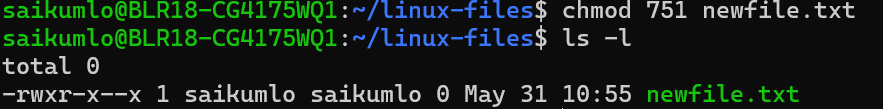 saikumlo@BLR18-CG4175WQ1:~/linux-files$ chmod 751 newfile.txt
saikumlo@BLR18-CG4175WQ1:~/linux-files$ ls -l
total 0
-rwxr-x--x 1 saikumlo saikumlo 0 May 31 10:55 newfile.txt